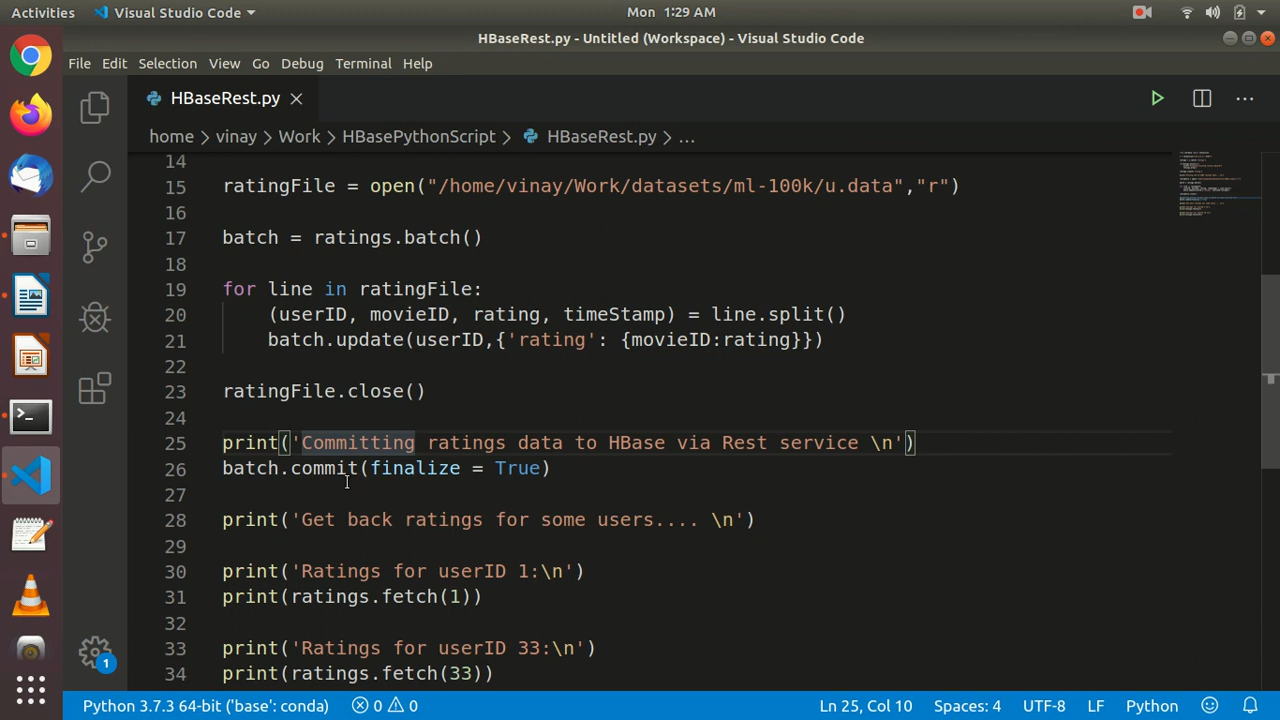 Activities Visual Studio Code Mon 1:29 AM
HBaseRest.py - Untitled (Workspace) - Visual Studio Code
File Edit Selection View Go Debug Terminal Help
HBaseRest.py
home > vinay > Work > HBasePythonScript > HBaseRest.py > ...
14
15 ratingFile = open("/home/vinay/Work/datasets/ml-100k/u.data","r")
16
17 batch = ratings.batch()
18
19 for line in ratingFile:
20 (userID, movieID, rating, timeStamp) = line.split()
21 batch.update(userID,{'rating': {movieID:rating}})
22
23 ratingFile.close()
24
25 print('Committing ratings data to HBase via Rest service \n')
26 batch.commit(finalize = True)
27
28 print('Get back ratings for some users.... \n')
29
30 print('Ratings for userID 1:\n')
31 print(ratings.fetch(1))
32
33 print('Ratings for userID 33:\n')
34 print(ratings.fetch(33))
1
Python 3.7.3 64-bit ('base': conda) 0 0 Ln 25, Col 10 Spaces: 4 UTF-8 LF Python